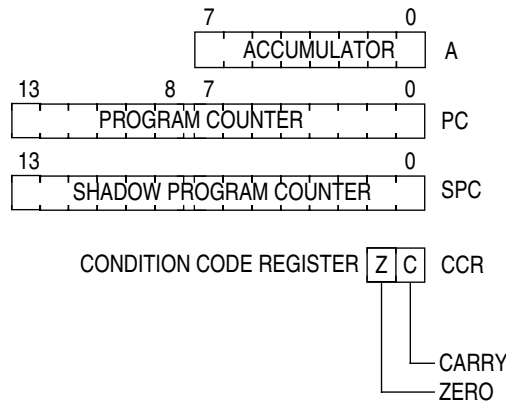 7 0
ACCUMULATOR A
13 8 7 0
PROGRAM COUNTER PC
13 0
SHADOW PROGRAM COUNTER SPC
CONDITION CODE REGISTER Z C CCR
CARRY
ZERO